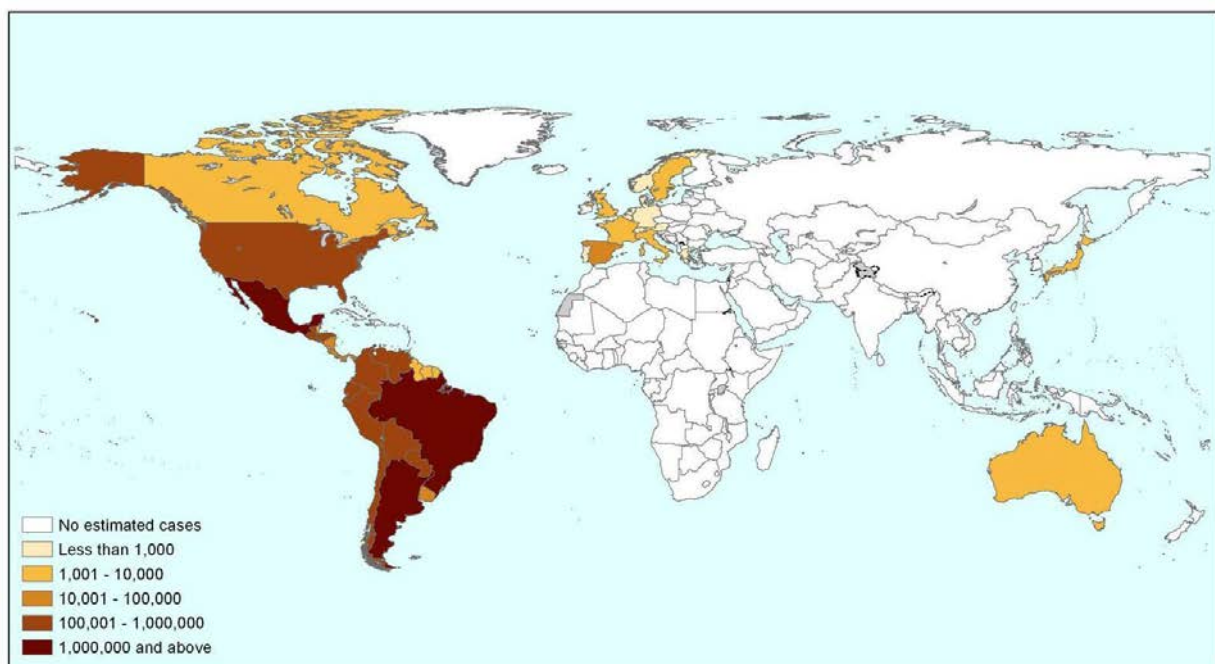 No estimated cases
Less than 1,000
1,001 - 10,000
10,001 - 100,000
100,001 - 1,000,000
1,000,000 and above